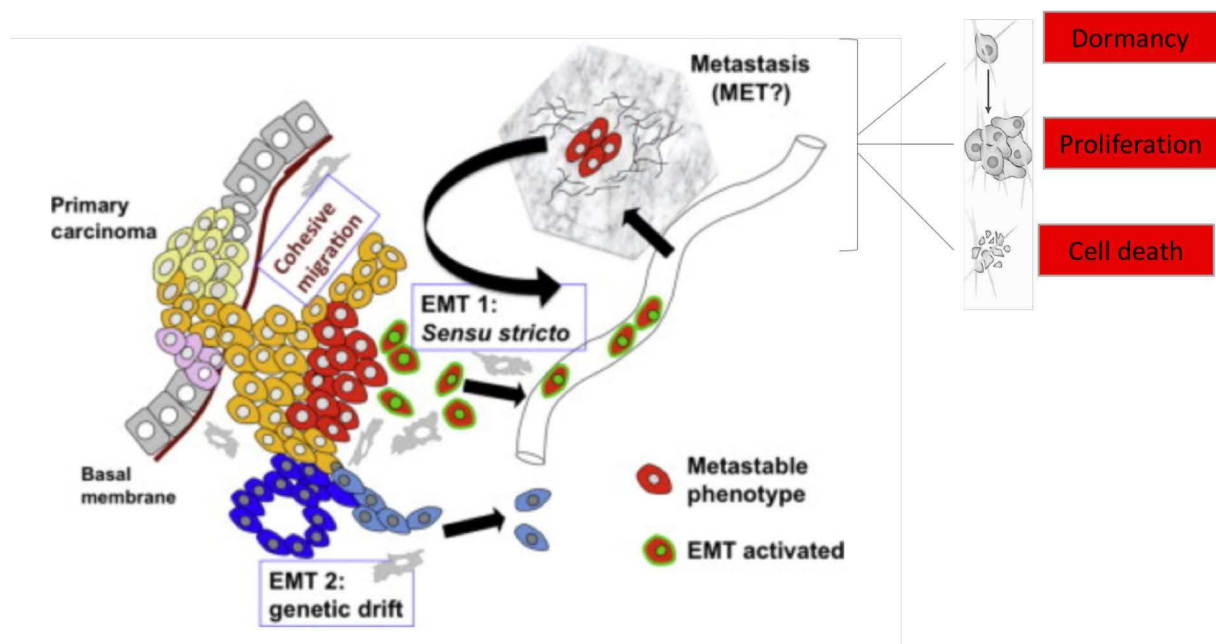 Dormancy
Metastasis
(MET?)
Proliferation
Primary
carcinoma
Cohesive
migration
Cell death
EMT 1:
Sensu stricto
Basal
membrane
Metastable
phenotype
EMT activated
EMT 2:
genetic drift